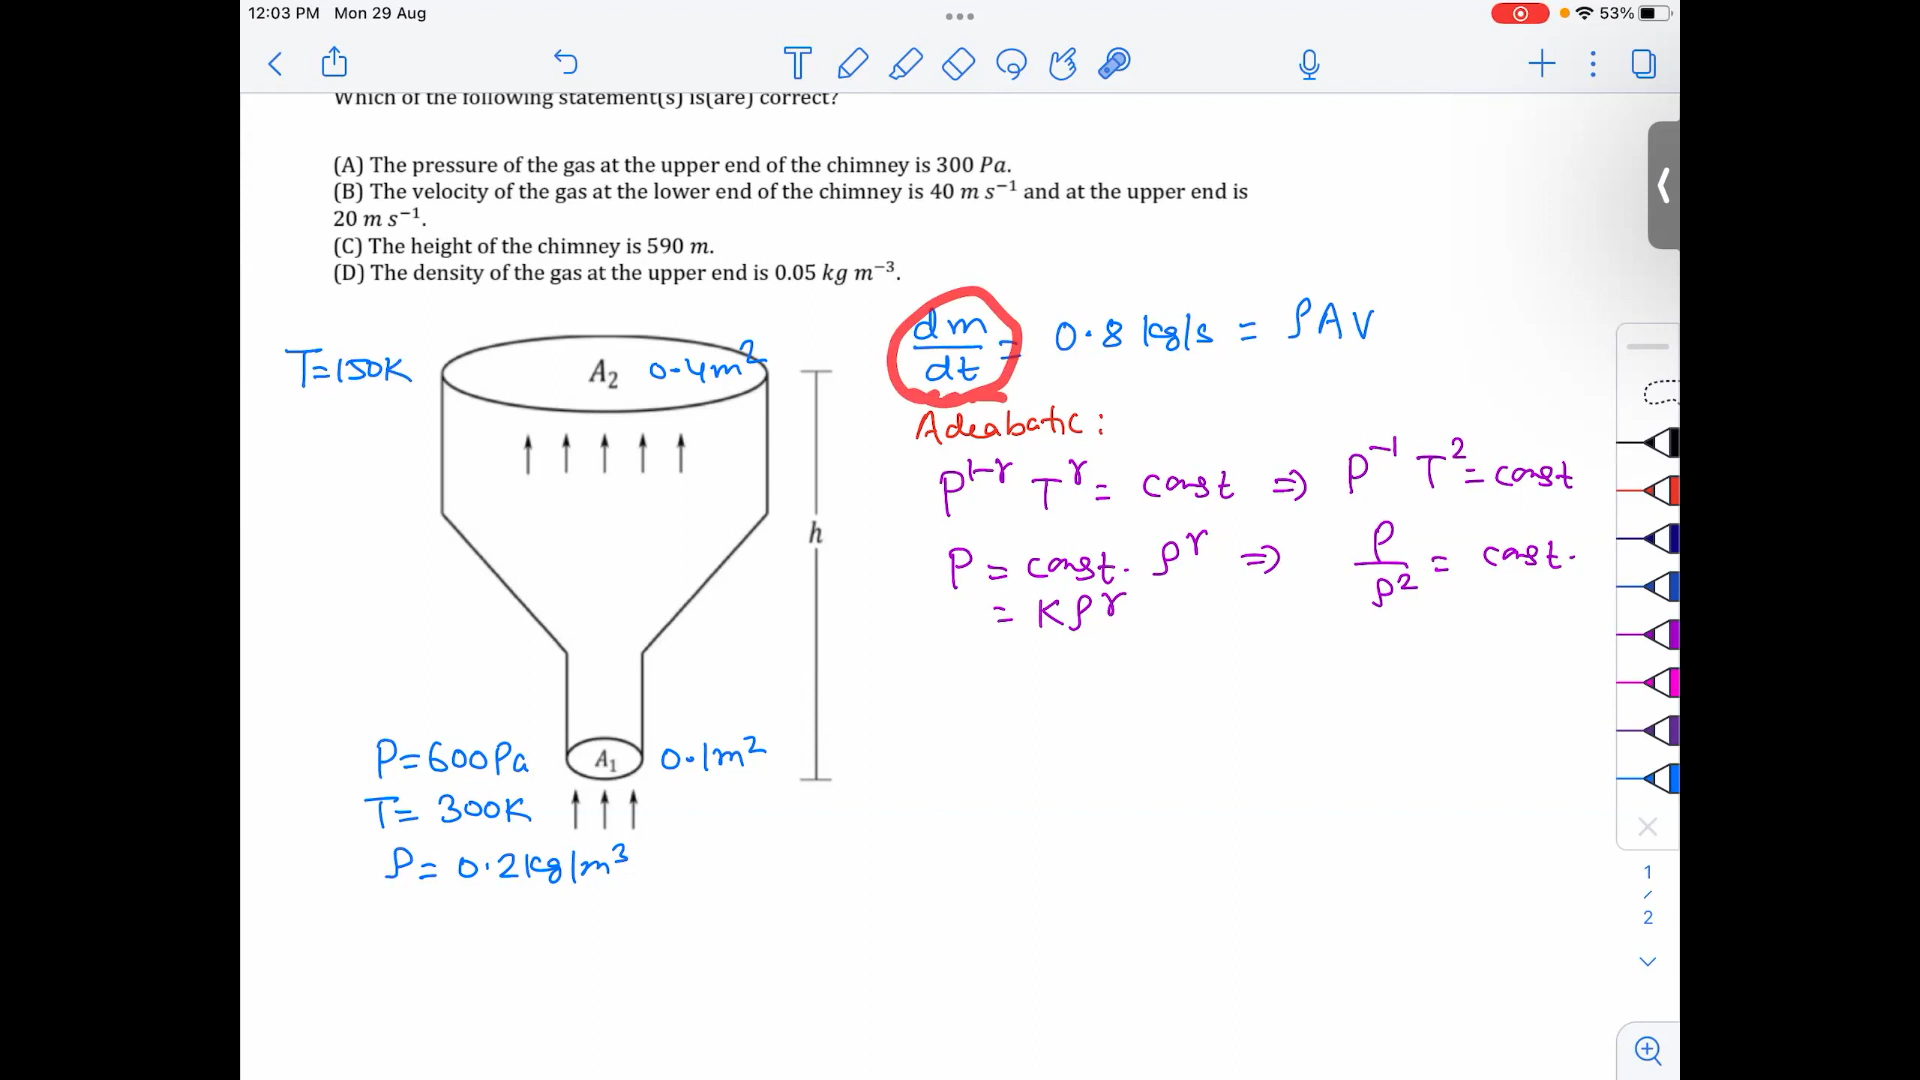 12:03 PM Mon 29 Aug
53%
Which of the following statement(s) is(are) correct?
(A) The pressure of the gas at the upper end of the chimney is 300 Pa.
(B) The velocity of the gas at the lower end of the chimney is 40 m s⁻¹ and at the upper end is
20 m s⁻¹.
(C) The height of the chimney is 590 m.
(D) The density of the gas at the upper end is 0.05 kg m⁻³.
dm/dt = 0.8 kg/s = ρAV
T=150K
A₂ 0.4m²
Adeabatic:
P^(1-γ) T^γ = const ⇒ P⁻¹ T² = const
h
P = const. ρ^γ ⇒ P/ρ² = const.
= Kρ^γ
P=600Pa
A₁ 0.1m²
T= 300K
ρ= 0.2kg/m³
1
/
2